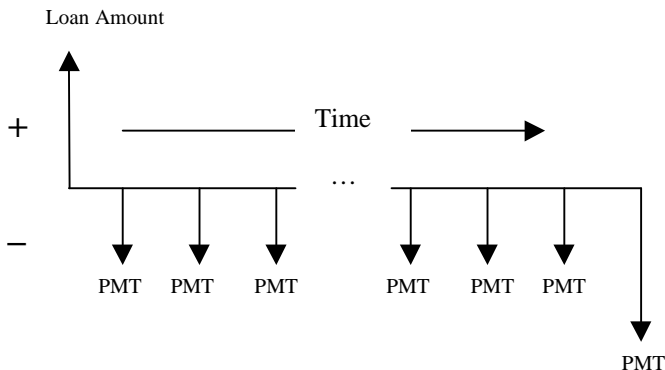 Loan Amount
+
Time
...
−
PMT PMT PMT PMT PMT PMT
PMT